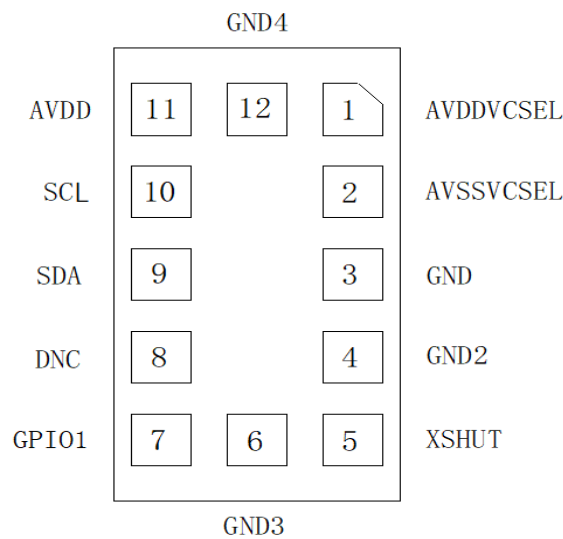 GND4
AVDD 11 12 1 AVDDVCSEL
SCL 10 2 AVSSVCSEL
SDA 9 3 GND
DNC 8 4 GND2
GPIO1 7 6 5 XSHUT
GND3